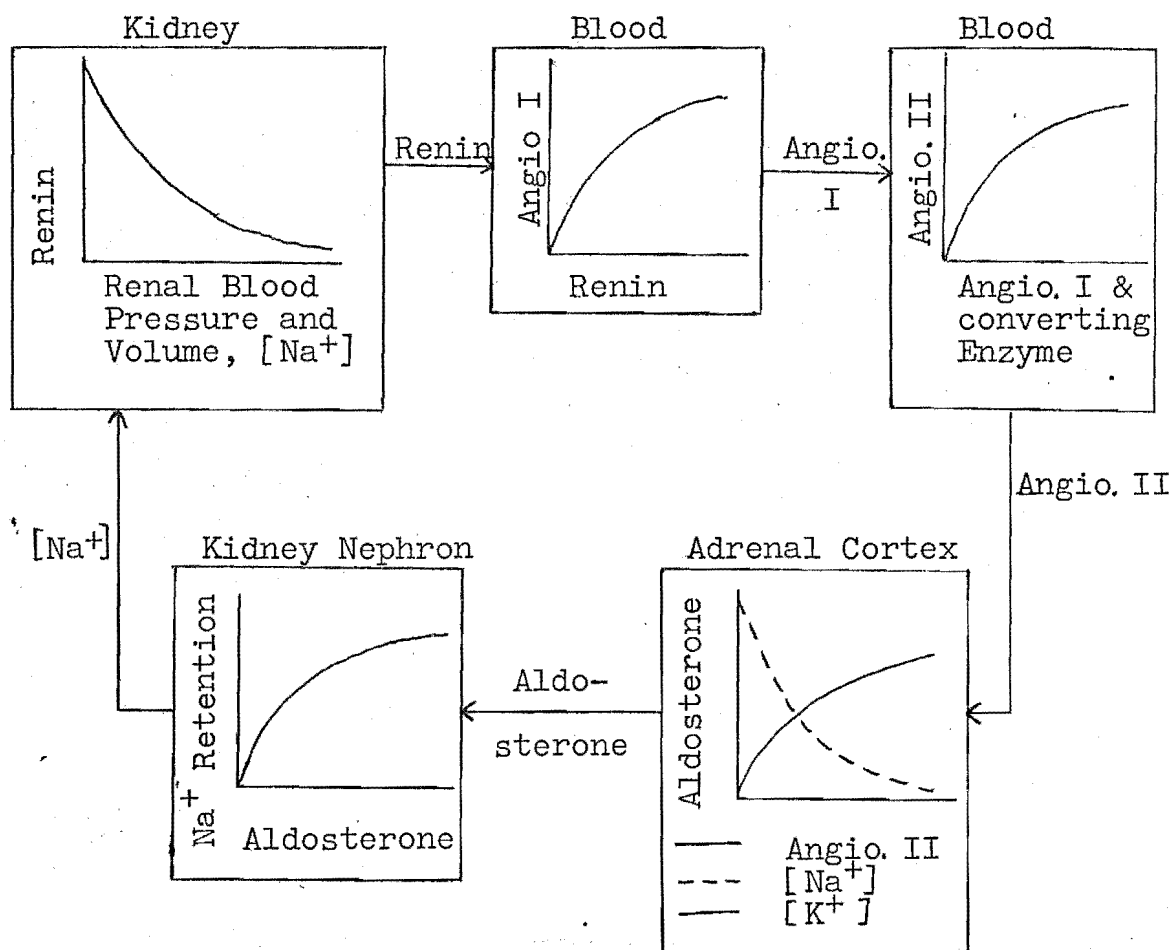 Kidney
Renin
Renal Blood
Pressure and
Volume, [Na+]
Renin
Blood
Angio I
Renin
Angio.
I
Blood
Angio. II
Angio. I &
converting
Enzyme
Angio. II
Adrenal Cortex
Aldosterone
Angio. II
[Na+]
[K+]
Aldo-
sterone
Kidney Nephron
Na+ Retention
Aldosterone
[Na+]